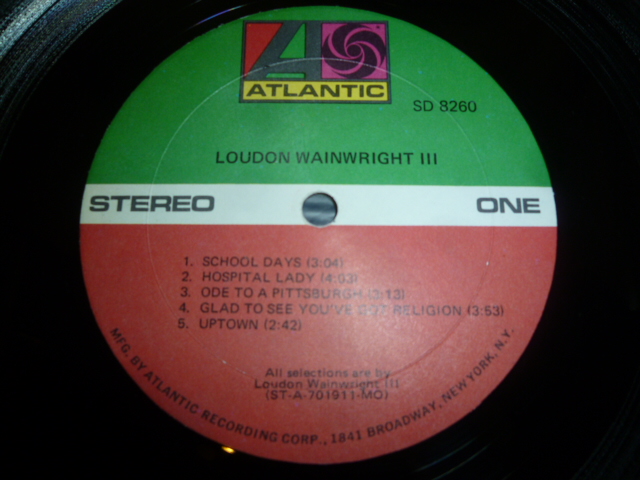 ATLANTIC
SD 8260
LOUDON WAINWRIGHT III
STEREO ONE
1. SCHOOL DAYS (3:04)
2. HOSPITAL LADY
3. ODE TO A PITTSBURGH
4. GLAD TO SEE YOU'VE GOT RELIGION (3:53)
5. UPTOWN (2:42)
All selections are by
Loudon Wainwright III
(ST-A-701911-MO)
MFG. BY ATLANTIC RECORDING CORP., 1841 BROADWAY, NEW YORK, N.Y.